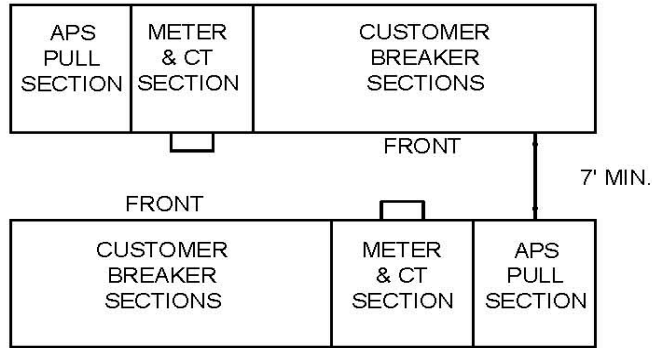 APS
PULL
SECTION
METER
& CT
SECTION
CUSTOMER
BREAKER
SECTIONS
FRONT
7' MIN.
FRONT
CUSTOMER
BREAKER
SECTIONS
METER
& CT
SECTION
APS
PULL
SECTION